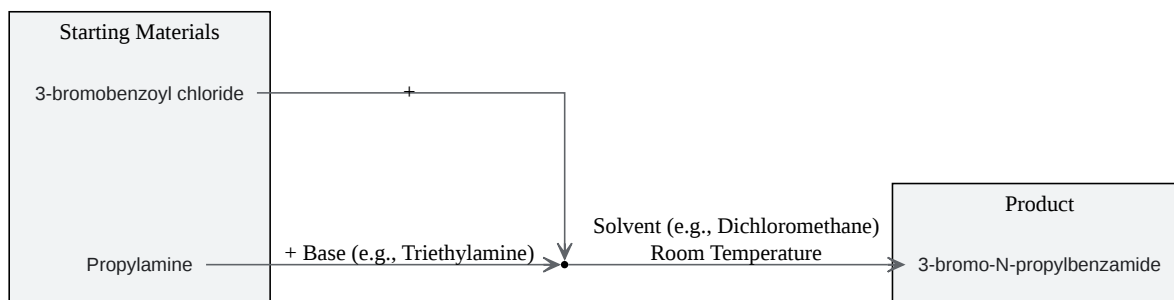 Starting Materials
3-bromobenzoyl chloride
+
Product
Solvent (e.g., Dichloromethane)
+ Base (e.g., Triethylamine)
Room Temperature
Propylamine
3-bromo-N-propylbenzamide